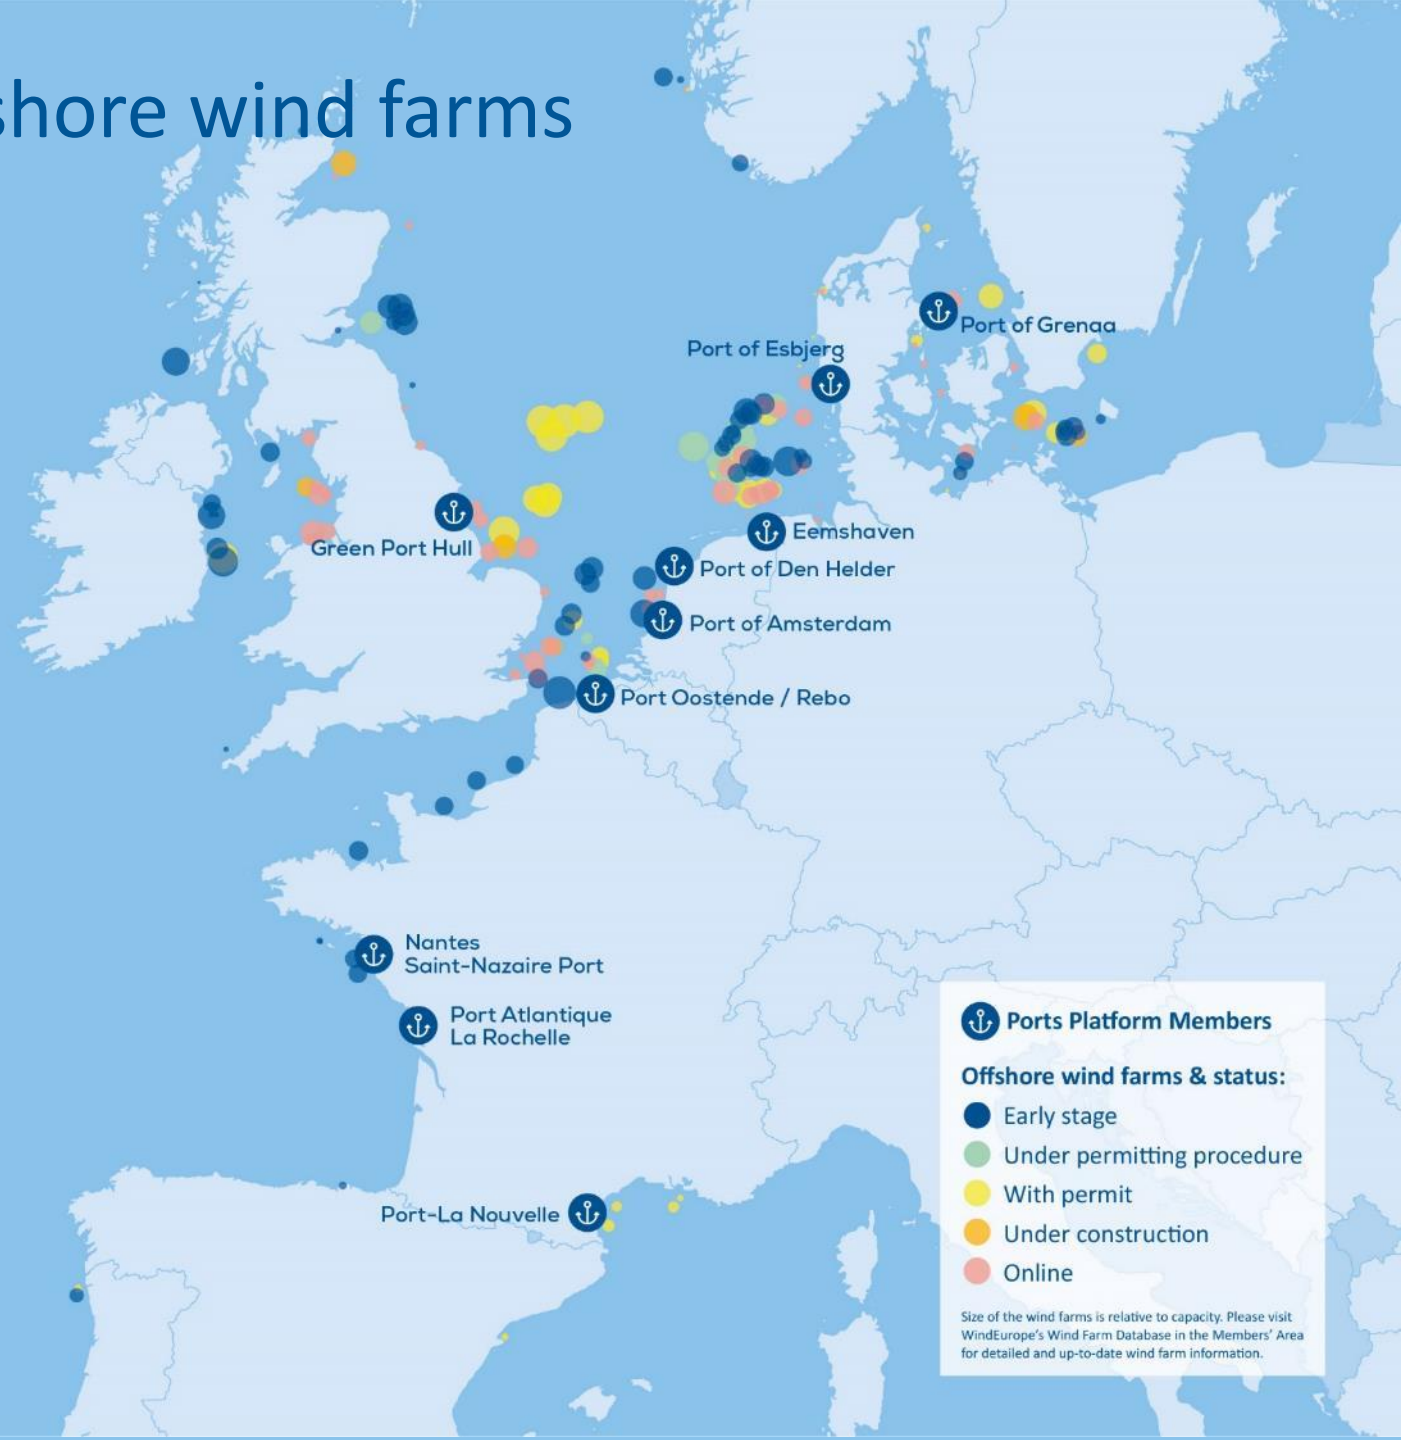 shore wind farms
Port of Grenaa
Port of Esbjerg
Eemshaven
Green Port Hull
Port of Den Helder
Port of Amsterdam
Port Oostende / Rebo
Nantes
Saint-Nazaire Port
Port Atlantique
La Rochelle
Port-La Nouvelle
Ports Platform Members
Offshore wind farms & status:
Early stage
Under permitting procedure
With permit
Under construction
Online
Size of the wind farms is relative to capacity. Please visit
WindEurope's Wind Farm Database in the Members' Area
for detailed and up-to-date wind farm information.